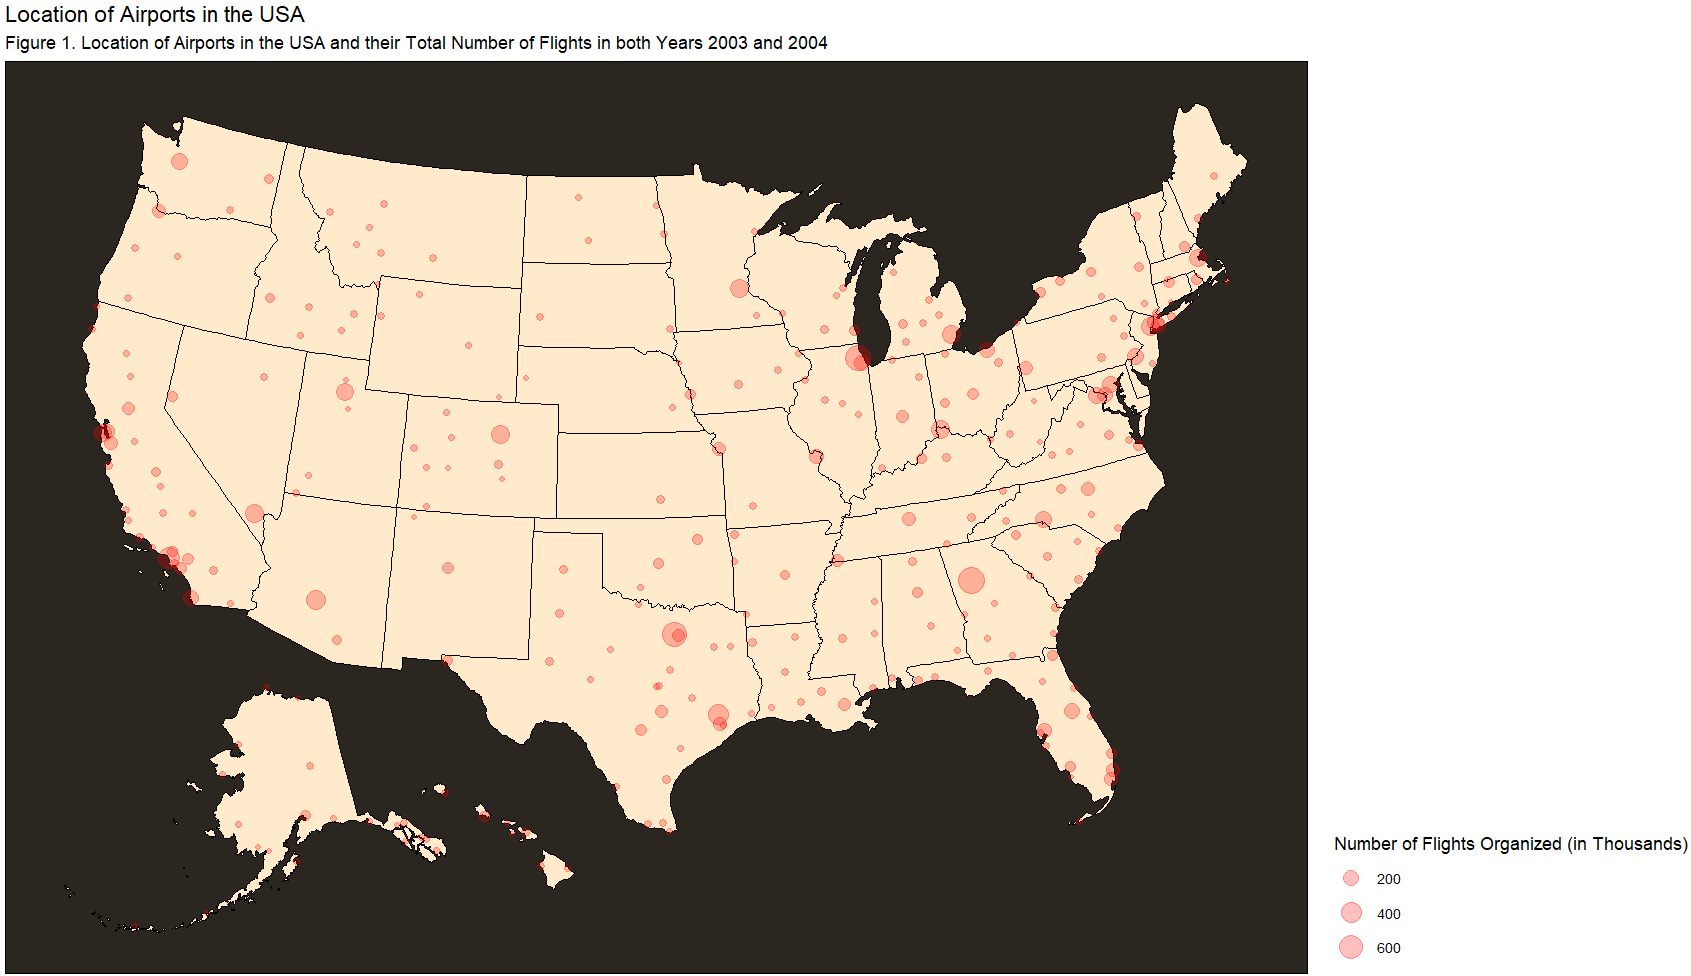 Location of Airports in the USA
Figure 1. Location of Airports in the USA and their Total Number of Flights in both Years 2003 and 2004
Number of Flights Organized (in Thousands)
200
400
600